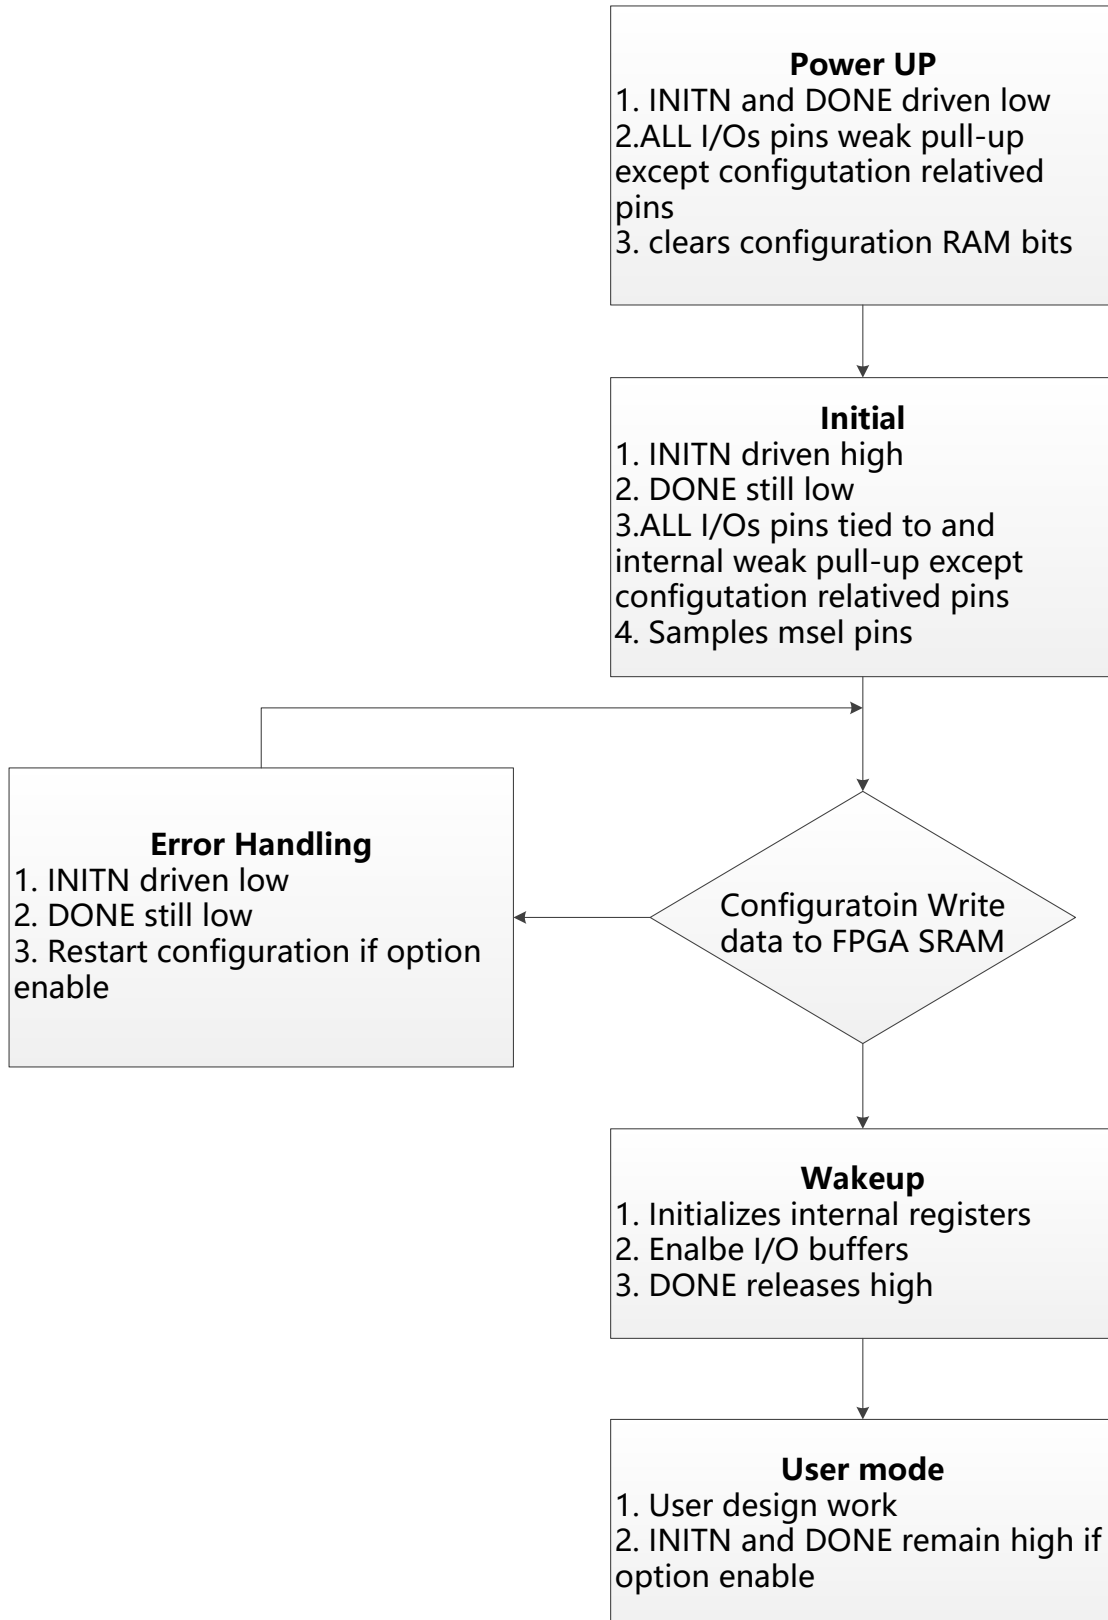 Power UP
1. INITN and DONE driven low
2.ALL I/Os pins weak pull-up
except configutation relatived
pins
3. clears configuration RAM bits
Initial
1. INITN driven high
2. DONE still low
3.ALL I/Os pins tied to and
internal weak pull-up except
configutation relatived pins
4. Samples msel pins
Error Handling
1. INITN driven low
2. DONE still low
3. Restart configuration if option
enable
Configuratoin Write
data to FPGA SRAM
Wakeup
1. Initializes internal registers
2. Enalbe I/O buffers
3. DONE releases high
User mode
1. User design work
2. INITN and DONE remain high if
option enable